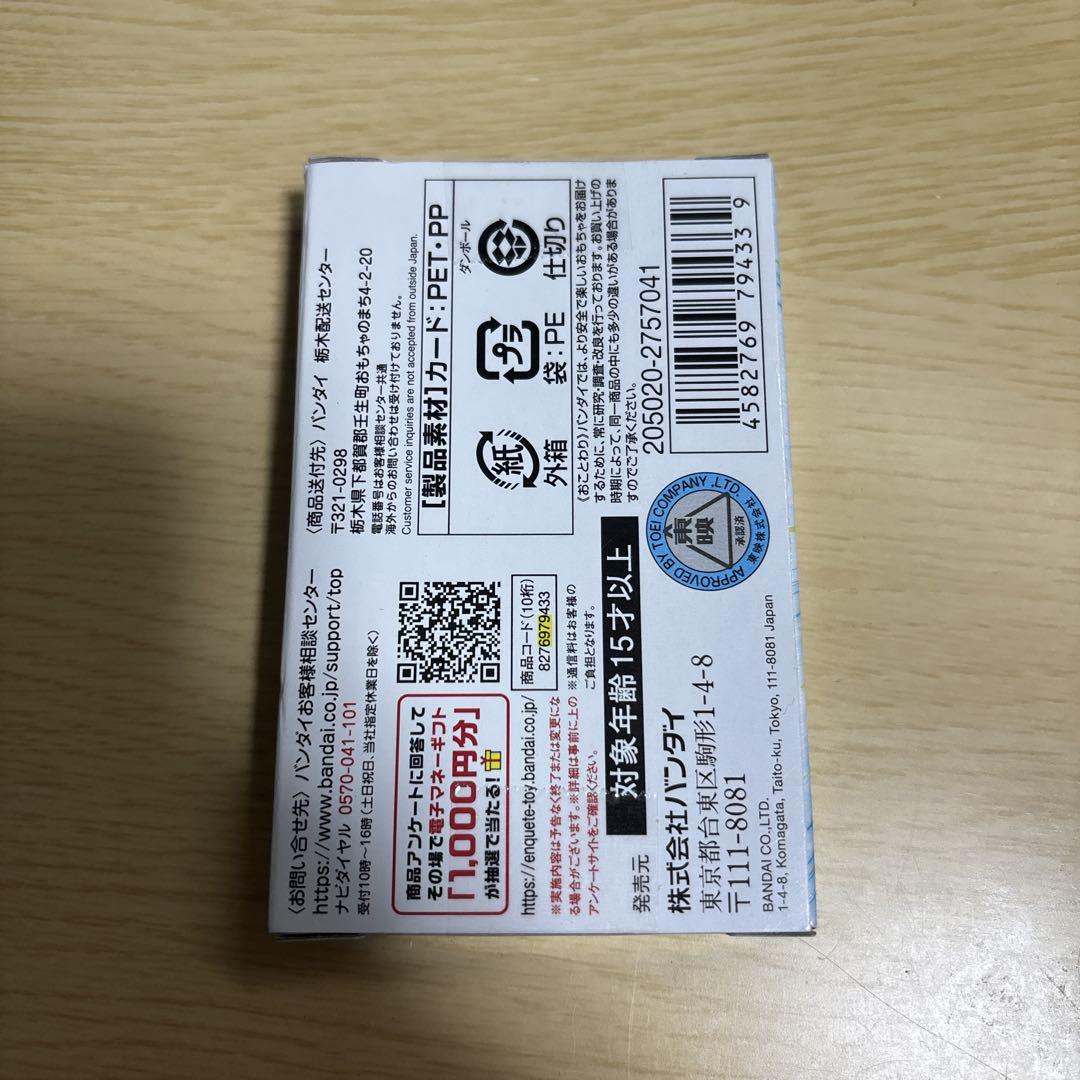 〈お問い合せ先〉バンダイお客様相談センター
https://www.bandai.co.jp/support/top
ナビダイヤル 0570-041-101
受付10時〜16時(土日祝日、当社指定休業日を除く)
〈商品送付先〉バンダイ 栃木配送センター
〒321-0298
栃木県下都賀郡壬生町おもちゃのまち4-2-20
電話番号はお客様相談センター共通
海外からのお問い合わせは受け付けておりません。
Customer service inquiries are not accepted from outside Japan.
商品アンケートに回答して
その場で電子マネーギフト
「1,000円分」
が抽選で当たる!
https://enquete-toy.bandai.co.jp/
商品コード(10桁)
8276979433
※実施内容は予告なく終了または変更にな
る場合がございます。※詳細は事前に上の
アンケートサイトをご確認ください。
※通信料はお客様の
ご負担となります。
[製品素材]カード:PET・PP
紙
外箱
プラ
袋:PE
ダンボール
仕切り
〈おことわり〉バンダイでは、より安全で楽しいおもちゃをお届け
するために、常に研究・調査・改良を行っております。お買い上げの
時期によって、同一商品の中にも多少の違いがある場合がありま
すのでご了承ください。
対象年齢15才以上
205020-2757041
発売元
株式会社バンダイ
東京都台東区駒形1-4-8
〒111-8081
BANDAI CO.,LTD.
1-4-8, Komagata, Taito-ku, Tokyo, 111-8081 Japan
APPROVED BY TOEI COMPANY ,LTD.
東映
承認済
東映株式会社
4582769 794339